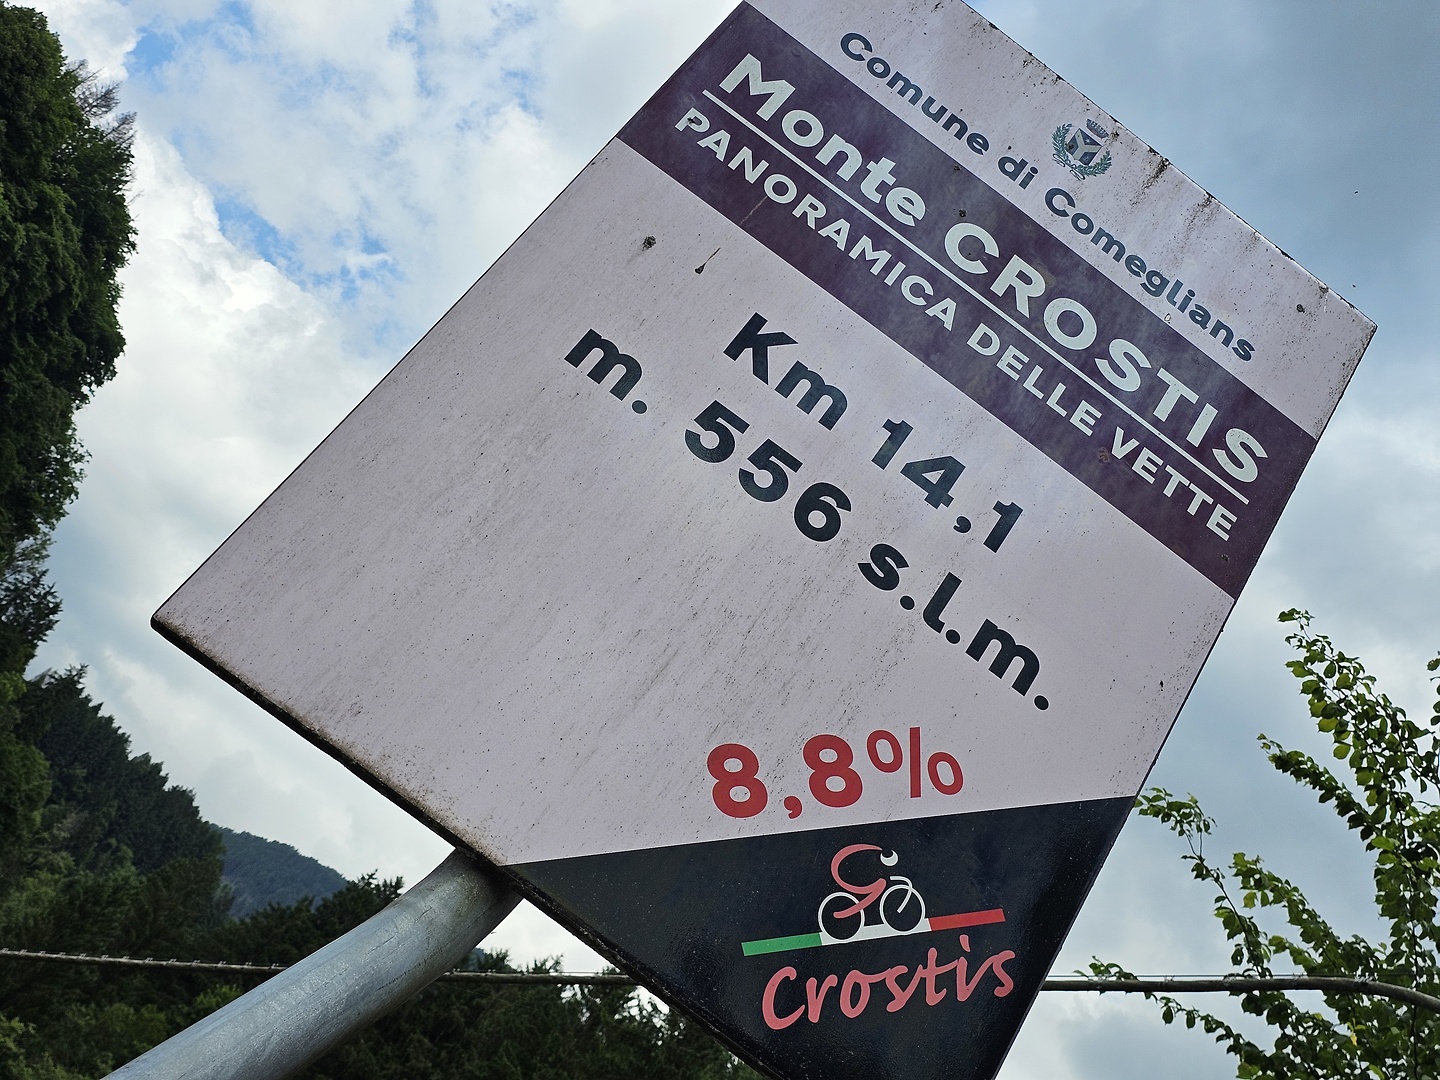 Comune di Comeglians
Monte CROSTIS
PANORAMICA DELLE VETTE
Km 14,1
m. 556 s.l.m.
8,8%
Crostis